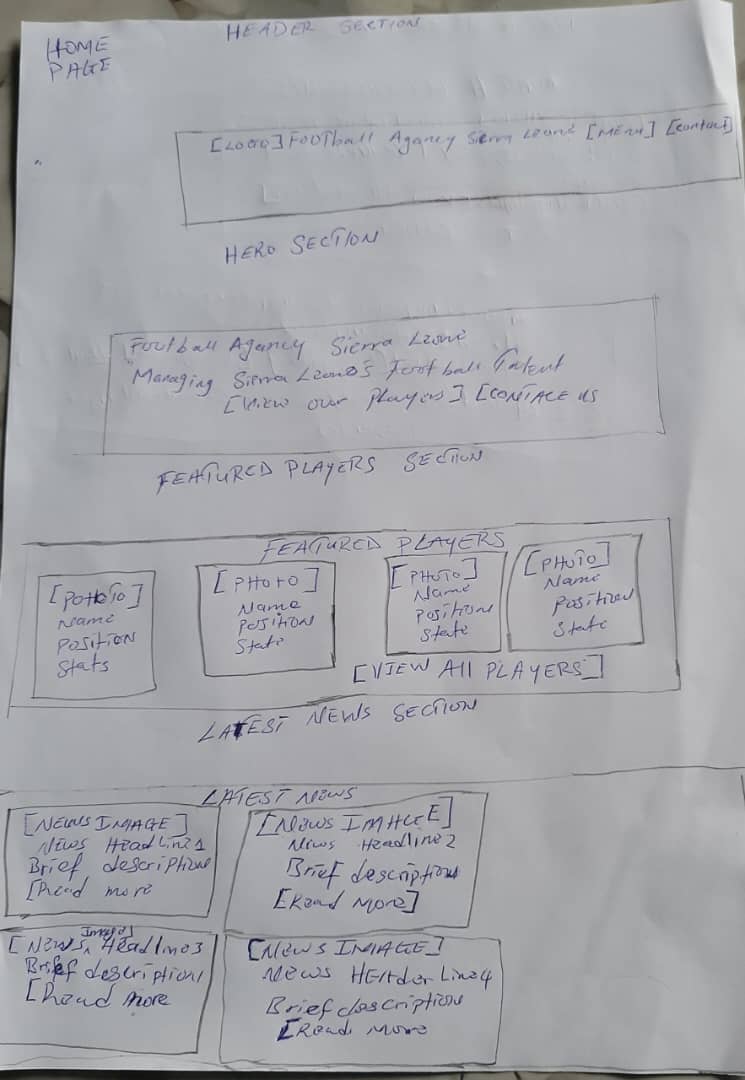 HEADER SECTION
HOME
PAGE
[LOGO] FOOTball Agancy Sierra Leone [MENU] [contact]
HERO SECTION
Football Agancy Sierra Leone
"Managing Sierra Leone's Football Talent
[View our Players] [CONTACE US
FEATURED PLAYERS SECTION
FEATURED PLAYERS
[POHOTO]
Name
POSITION
Stats
[PHOTO]
Name
POSITION
State
[PHOTO]
Name
POSITION
State
[PHOTO]
Name
POSITION
State
[VIEW All PLAYERS]
LATEST NEWS SECTION
LATEST NEWS
[NEWS IMAGE]
News HeadLine1
Brief description
[Read more
[News IMAGE]
News Headline2
Brief description
[Read More]
[News Image] Headline3
Brief description
[Read More
[NEWS IMAGE]
News HEader Line4
Brief description
[Read More